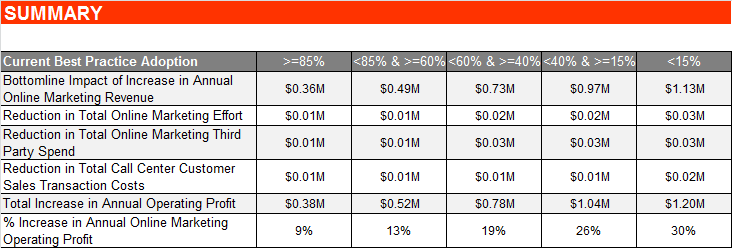 SUMMARY
Current Best Practice Adoption >=85% <85% & >=60% <60% & >=40% <40% & >=15% <15%
Bottomline Impact of Increase in Annual
Online Marketing Revenue $0.36M $0.49M $0.73M $0.97M $1.13M
Reduction in Total Online Marketing Effort $0.01M $0.01M $0.02M $0.02M $0.03M
Reduction in Total Online Marketing Third
Party Spend $0.01M $0.01M $0.03M $0.03M $0.03M
Reduction in Total Call Center Customer
Sales Transaction Costs $0.01M $0.01M $0.01M $0.01M $0.02M
Total Increase in Annual Operating Profit $0.38M $0.52M $0.78M $1.04M $1.20M
% Increase in Annual Online Marketing
Operating Profit 9% 13% 19% 26% 30%